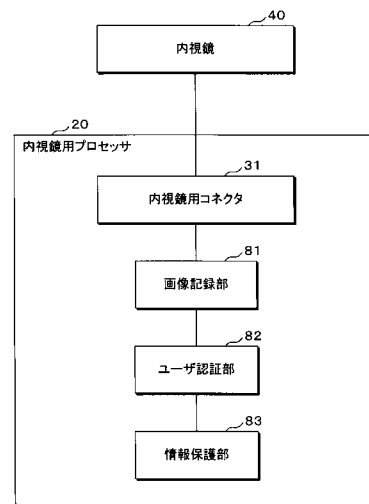 40
内視鏡
20
内視鏡用プロセッサ
31
内視鏡用コネクタ
81
画像記録部
82
ユーザ認証部
83
情報保護部